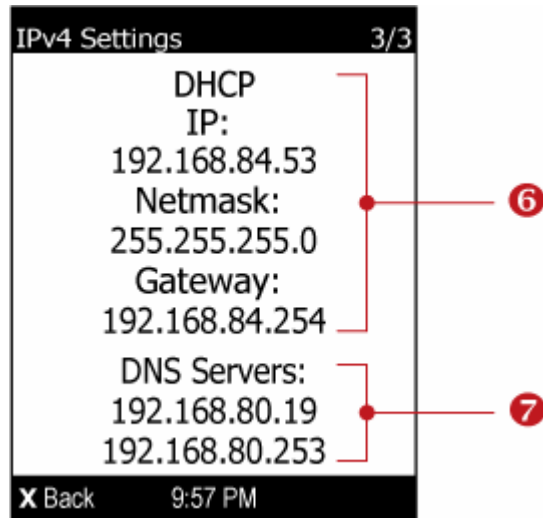 IPv4 Settings 3/3
DHCP
IP:
192.168.84.53
Netmask:
255.255.255.0
Gateway:
192.168.84.254
6
DNS Servers:
192.168.80.19
192.168.80.253
7
X Back 9:57 PM